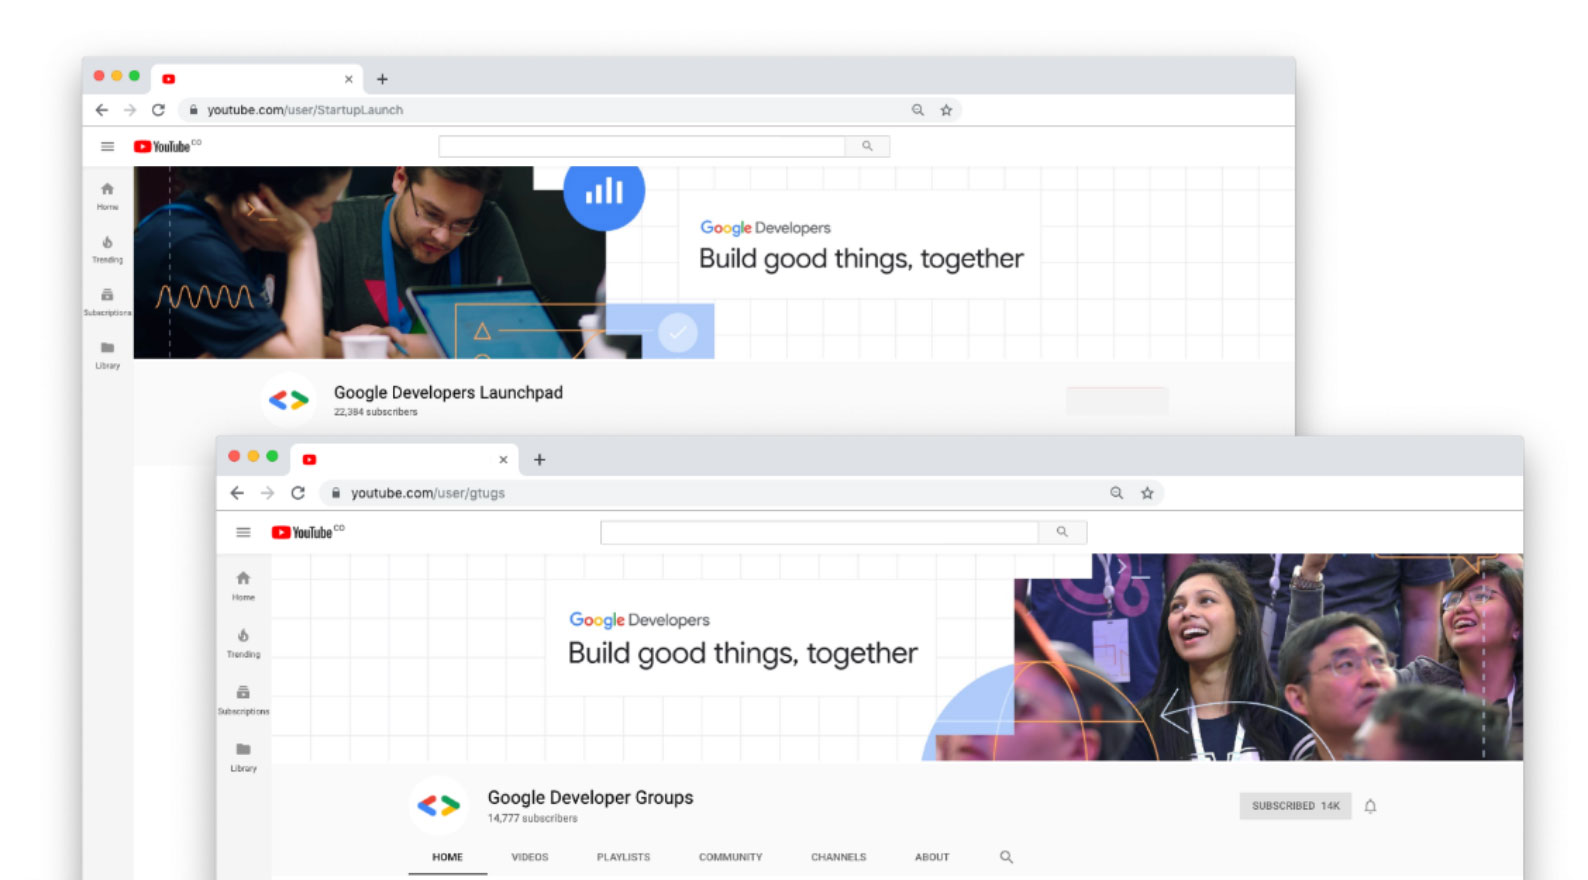 youtube.com/user/StartupLaunch
YouTube CO
Home
Trending
Subscriptions
Library
Google Developers
Build good things, together
Google Developers Launchpad
22,384 subscribers
youtube.com/user/gtugs
YouTube CO
Home
Trending
Subscriptions
Library
Google Developers
Build good things, together
Google Developer Groups
14,777 subscribers
SUBSCRIBED 14K
HOME VIDEOS PLAYLISTS COMMUNITY CHANNELS ABOUT